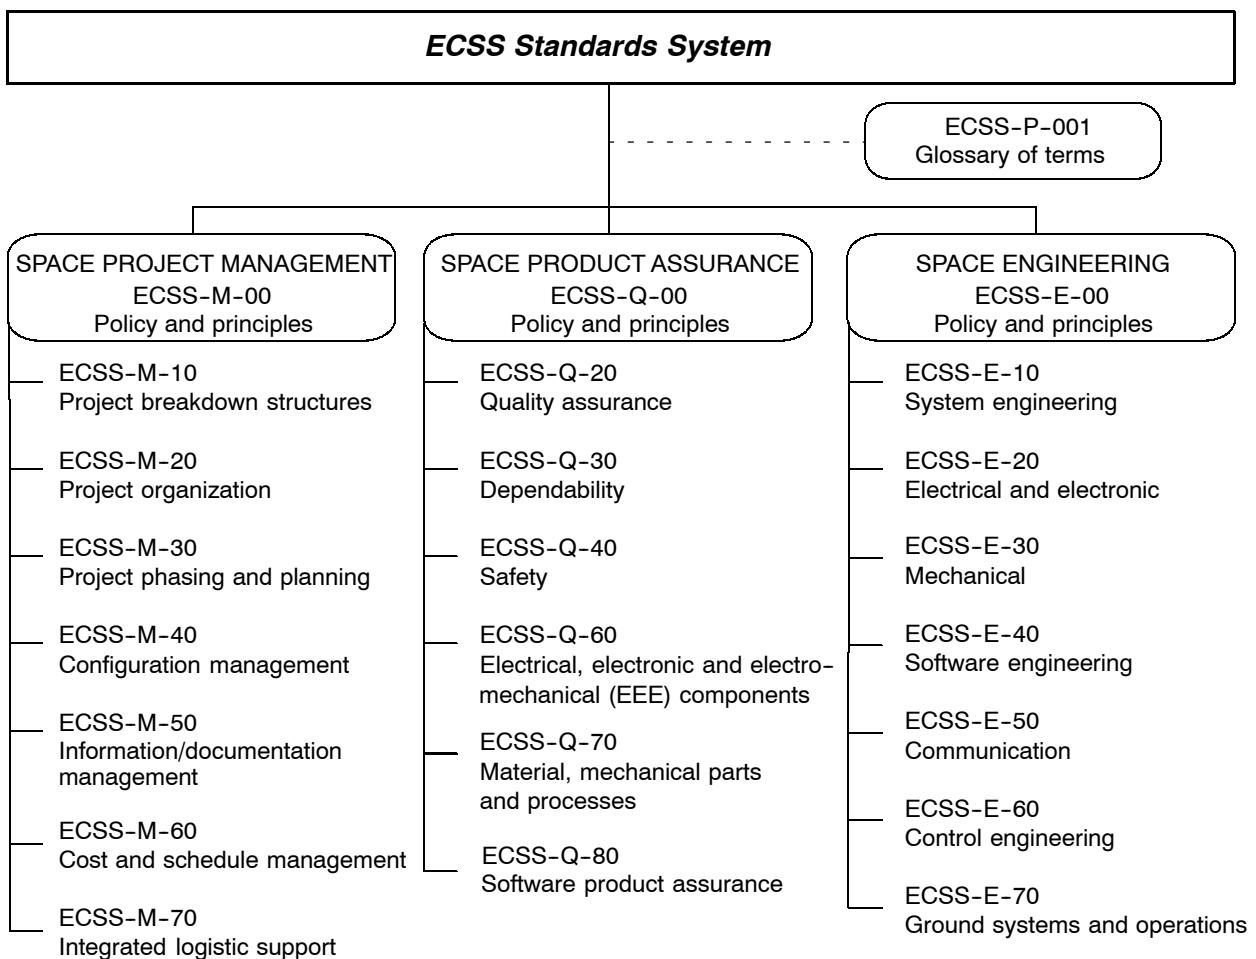 ECSS Standards System
ECSS-P-001
Glossary of terms
SPACE PROJECT MANAGEMENT
ECSS-M-00
Policy and principles
ECSS-M-10
Project breakdown structures
ECSS-M-20
Project organization
ECSS-M-30
Project phasing and planning
ECSS-M-40
Configuration management
ECSS-M-50
Information/documentation
management
ECSS-M-60
Cost and schedule management
ECSS-M-70
Integrated logistic support
SPACE PRODUCT ASSURANCE
ECSS-Q-00
Policy and principles
ECSS-Q-20
Quality assurance
ECSS-Q-30
Dependability
ECSS-Q-40
Safety
ECSS-Q-60
Electrical, electronic and electro-
mechanical (EEE) components
ECSS-Q-70
Material, mechanical parts
and processes
ECSS-Q-80
Software product assurance
SPACE ENGINEERING
ECSS-E-00
Policy and principles
ECSS-E-10
System engineering
ECSS-E-20
Electrical and electronic
ECSS-E-30
Mechanical
ECSS-E-40
Software engineering
ECSS-E-50
Communication
ECSS-E-60
Control engineering
ECSS-E-70
Ground systems and operations